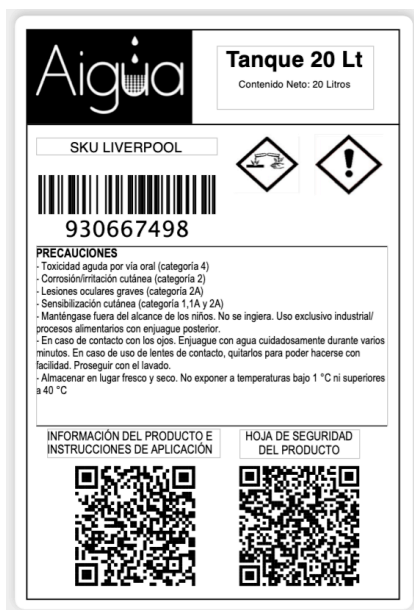 Aigua
Tanque 20 Lt
Contenido Neto: 20 Litros
SKU LIVERPOOL
930667498
PRECAUCIONES
- Toxicidad aguda por vía oral (categoría 4)
- Corrosión/irritación cutánea (categoría 2)
- Lesiones oculares graves (categoría 2A)
- Sensibilización cutánea (categoría 1,1A y 2A)
- Manténgase fuera del alcance de los niños. No se ingiera. Uso exclusivo industrial/
procesos alimentarios con enjuague posterior.
- En caso de contacto con los ojos. Enjuague con agua cuidadosamente durante varios
minutos. En caso de uso de lentes de contacto, quitarlos para poder hacerse con
facilidad. Proseguir con el lavado.
- Almacenar en lugar fresco y seco. No exponer a temperaturas bajo 1 °C ni superiores
a 40 °C
INFORMACIÓN DEL PRODUCTO E
INSTRUCCIONES DE APLICACIÓN
HOJA DE SEGURIDAD
DEL PRODUCTO